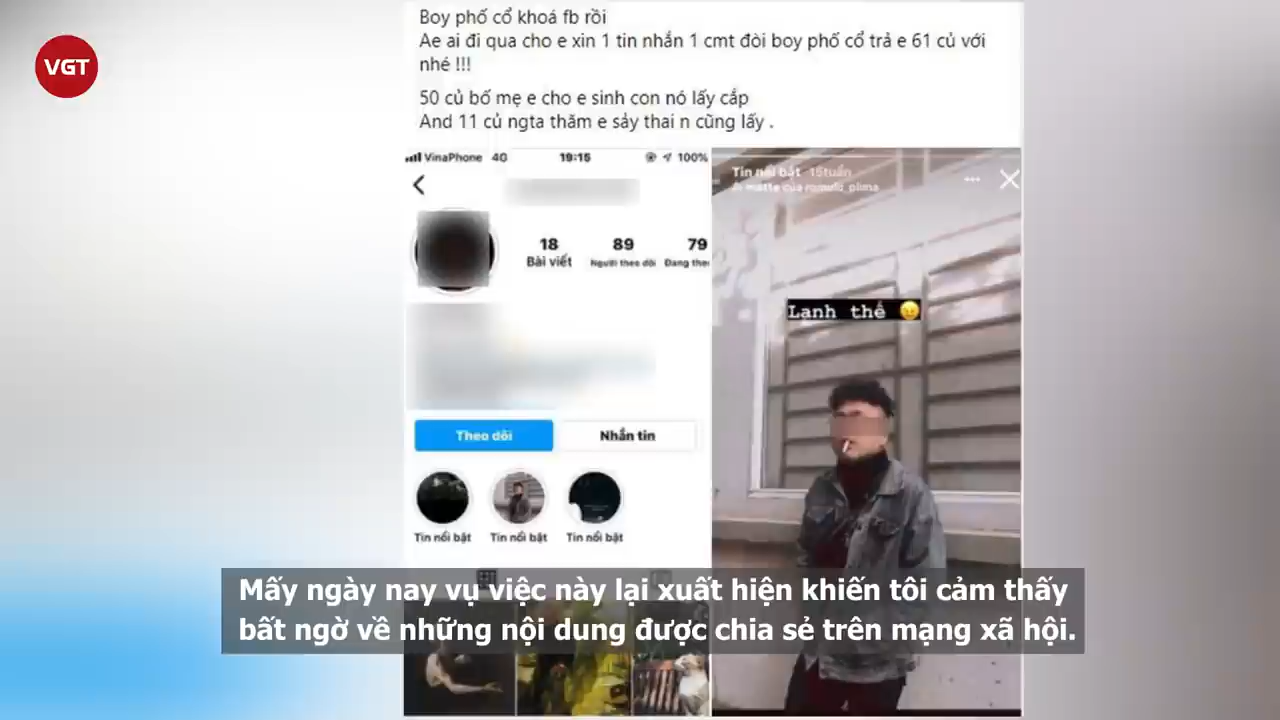 VGT
Boy phố cổ khoá fb rồi
Ae ai đi qua cho e xin 1 tin nhắn 1 cmt đòi boy phố cổ trả e 61 củ với
nhé !!!
50 củ bố mẹ e cho e sinh con nó lấy cắp
And 11 củ ngta thăm e sảy thai n cũng lấy .
VinaPhone 4G 19:15 100%
18 89 79
Bài viết Người theo dõi Đang theo
Theo dõi Nhắn tin
Tin nổi bật Tin nổi bật Tin nổi bật
Tin nổi bật 15 tuần
Lạnh thế
Mấy ngày nay vụ việc này lại xuất hiện khiến tôi cảm thấy
bất ngờ về những nội dung được chia sẻ trên mạng xã hội.